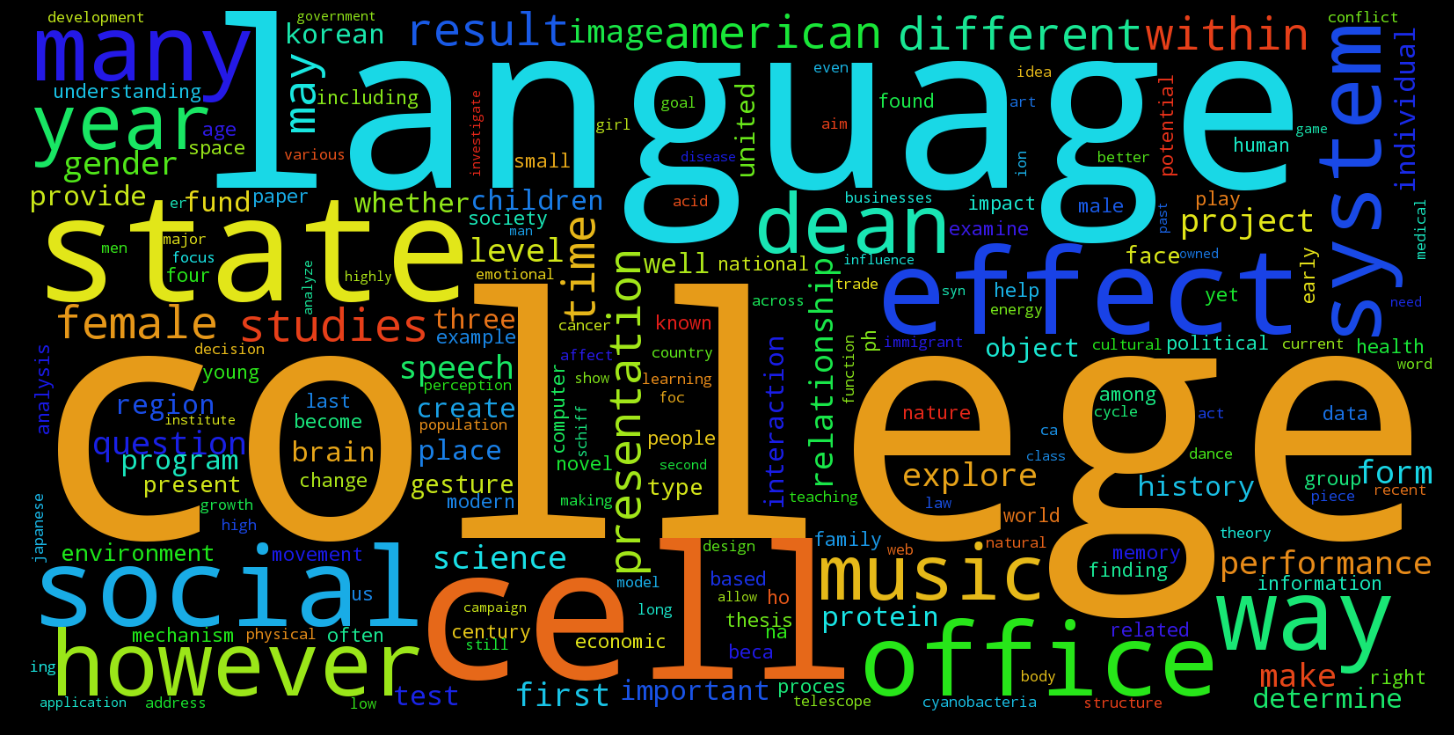 development
government
conflict
many
language
korean
result
image
american
different
within
system
individual
understanding
may
including
even
idea
year
age
space
various
investigate
girl
goal
united
found
aim
art
potential
human
game
gender
small
disease
better
ion
provide
er
fund
paper
whether
children
acid
businesses
impact
male
play
past
project
medical
state
society
man
dean
examine
men
major
focus
four
analyze
highly
level
emotional
time
well
national
relationship
influence
trade
effect
face
owned
early
syn
help
energy
yet
need
female
studies
three
example
cancer
presentation
known
across
ph
immigrant
object
cultural
political
current
health
word
analysis
decision
young
speech
perception
affect
country
function
college
region
institute
last
become
create
population
computer
show
schiff
learning
foc
interaction
nature
among
cycle
act
data
question
program
brain
place
people
ca
class
dance
present
change
gesture
novel
second
type
explore
history
group
form
piece
recent
growth
high
modern
making
teaching
law
world
japanese
environment
movement
science
design
family
web
natural
memory
finding
theory
performance
information
social
us
cell
campaign
model
based
allow
ho
music
century
long
thesis
na
protein
way
however
mechanism
physical
often
still
economic
beca
office
related
ing
test
first
important
proces
telescope
body
make
right
determine
application
address
low
cyanobacteria
structure